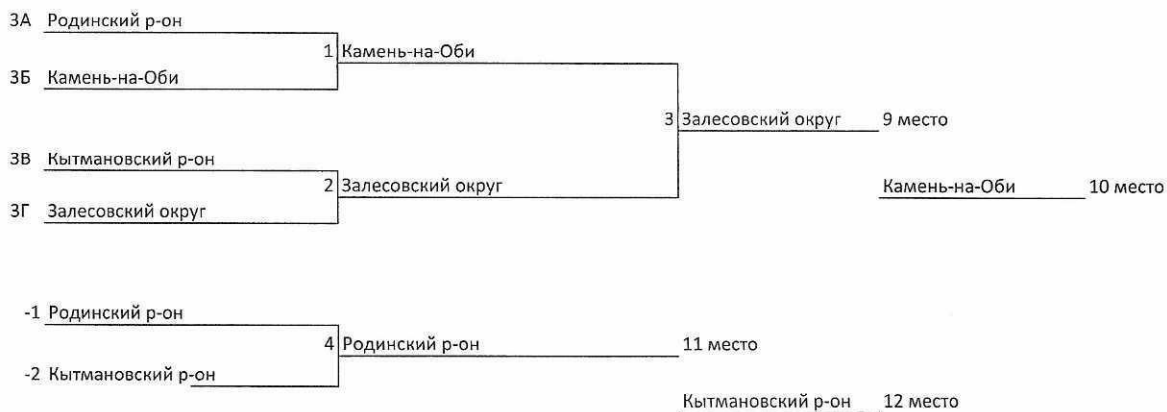 3А Родинский р-он
1 Камень-на-Оби
3Б Камень-на-Оби
3 Залесовский округ 9 место
3В Кытмановский р-он
2 Залесовский округ
Камень-на-Оби 10 место
3Г Залесовский округ
-1 Родинский р-он
4 Родинский р-он 11 место
-2 Кытмановский р-он
Кытмановский р-он 12 место